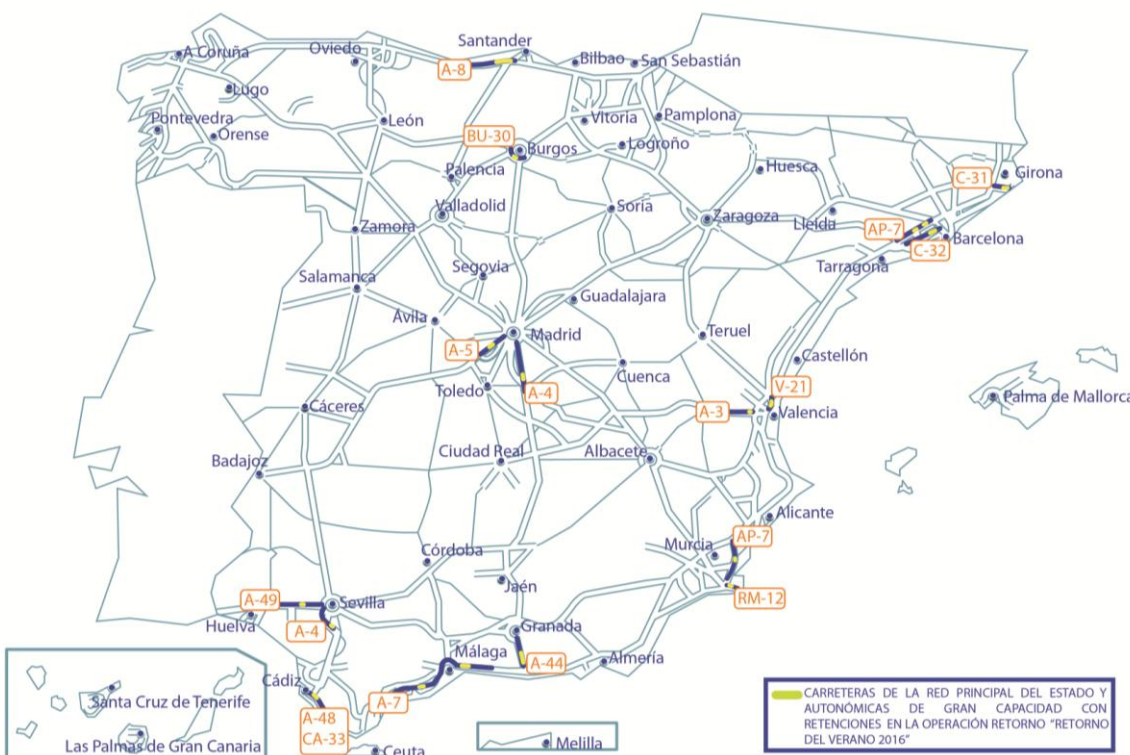 Santander
A Coruña
Oviedo
A-8
Bilbao
San Sebastián
Lugo
Pontevedra
León
Vitoria
Pamplona
Orense
BU-30
Burgos
Logroño
Palencia
Huesca
C-31
Girona
Valladolid
Soria
Zaragoza
Lleida
Zamora
AP-7
Barcelona
C-32
Tarragona
Segovia
Salamanca
Guadalajara
Ávila
Madrid
Teruel
A-5
Castellón
Cuenca
Toledo
A-4
V-21
Palma de Mallorca
Cáceres
A-3
Valencia
Ciudad Real
Albacete
Badajoz
Alicante
AP-7
Murcia
Córdoba
Jaén
A-49
Sevilla
RM-12
Huelva
A-4
Granada
Málaga
A-44
Almería
Cádiz
A-7
Santa Cruz de Tenerife
A-48
CA-33
Las Palmas de Gran Canaria
Ceuta
Melilla
CARRETERAS DE LA RED PRINCIPAL DEL ESTADO Y
AUTONÓMICAS DE GRAN CAPACIDAD CON
RETENCIONES EN LA OPERACIÓN RETORNO "RETORNO
DEL VERANO 2016"